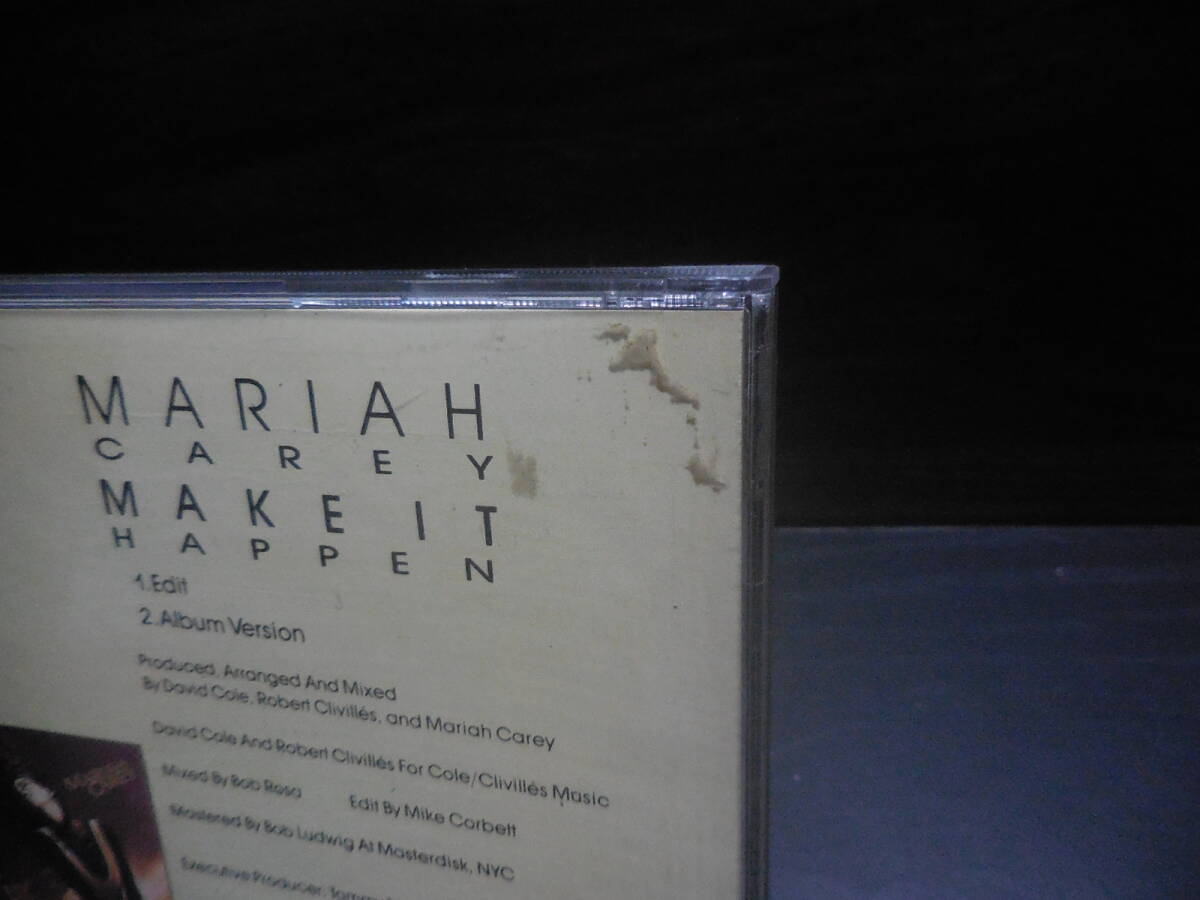 MARIAH
CAREY
MAKE IT
HAPPEN
1.Edit
2.Album Version
Produced, Arranged And Mixed
By David Cole, Robert Clivillés, and Mariah Carey
David Cole And Robert Clivillés For Cole/Clivillés Music
Mixed By Bob Rosa Edit By Mike Corbett
Mastered By Bob Ludwig At Masterdisk, NYC
Executive Producer: